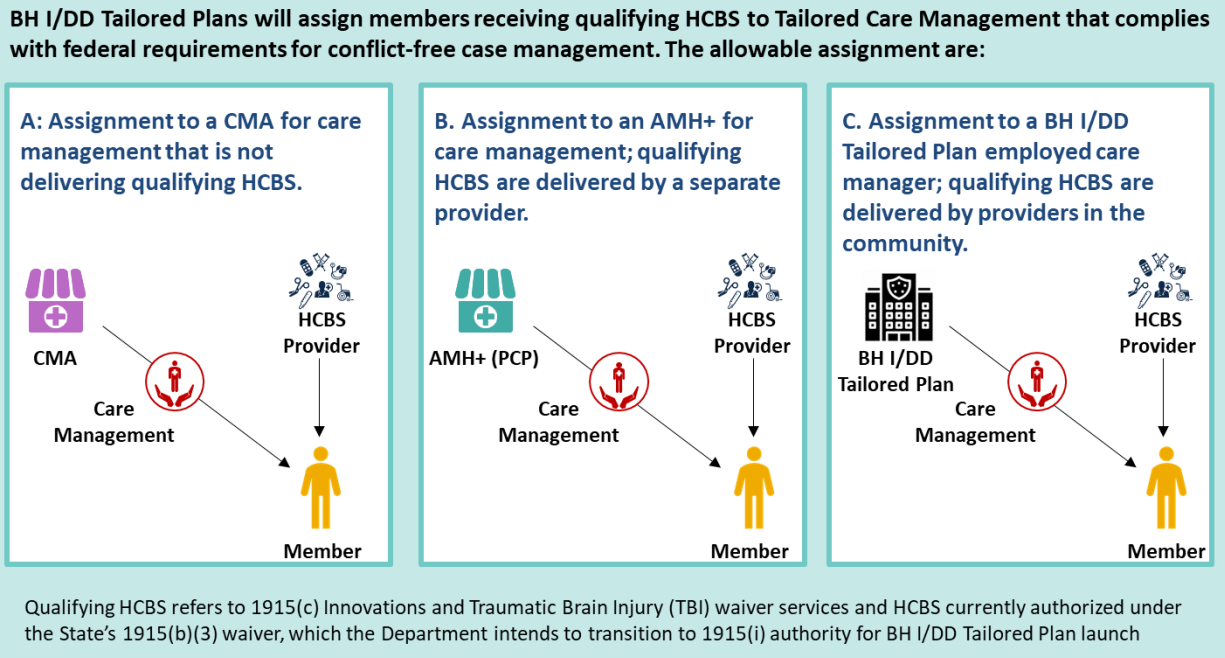 BH I/DD Tailored Plans will assign members receiving qualifying HCBS to Tailored Care Management that complies
with federal requirements for conflict-free case management. The allowable assignment are:
A: Assignment to a CMA for care
management that is not
delivering qualifying HCBS.
HCBS
Provider
CMA
Care
Management
Member
B. Assignment to an AMH+ for
care management; qualifying
HCBS are delivered by a separate
provider.
HCBS
Provider
AMH+ (PCP)
Care
Management
Member
C. Assignment to a BH I/DD
Tailored Plan employed care
manager; qualifying HCBS are
delivered by providers in the
community.
HCBS
Provider
BH I/DD
Tailored Plan
Care
Management
Member
Qualifying HCBS refers to 1915(c) Innovations and Traumatic Brain Injury (TBI) waiver services and HCBS currently authorized under
the State's 1915(b)(3) waiver, which the Department intends to transition to 1915(i) authority for BH I/DD Tailored Plan launch